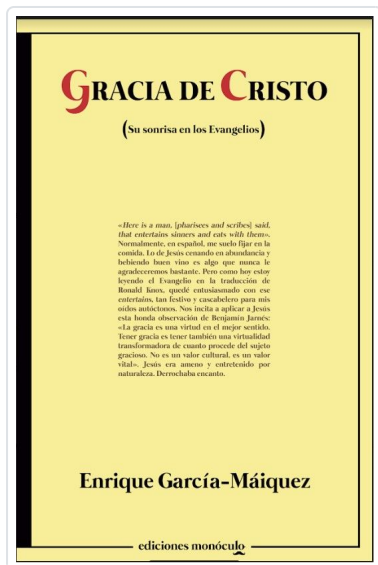 GRACIA DE CRISTO
(Su sonrisa en los Evangelios)
«Here is a man, [pharisees and scribes] said,
that entertains sinners and eats with them».
Normalmente, en español, me suelo fijar en la
comida. Lo de Jesús cenando en abundancia y
bebiendo buen vino es algo que nunca le
agradeceremos bastante. Pero como hoy estoy
leyendo el Evangelio en la traducción de
Ronald Knox, quedé entusiasmado con ese
entertains, tan festivo y cascabelero para mis
oídos autóctonos. Nos incita a aplicar a Jesús
esta honda observación de Benjamín Jarnés:
«La gracia es una virtud en el mejor sentido.
Tener gracia es tener también una virtualidad
transformadora de cuanto procede del sujeto
gracioso. No es un valor cultural, es un valor
vital». Jesús era ameno y entretenido por
naturaleza. Derrochaba encanto.
Enrique García-Máiquez
ediciones monóculo